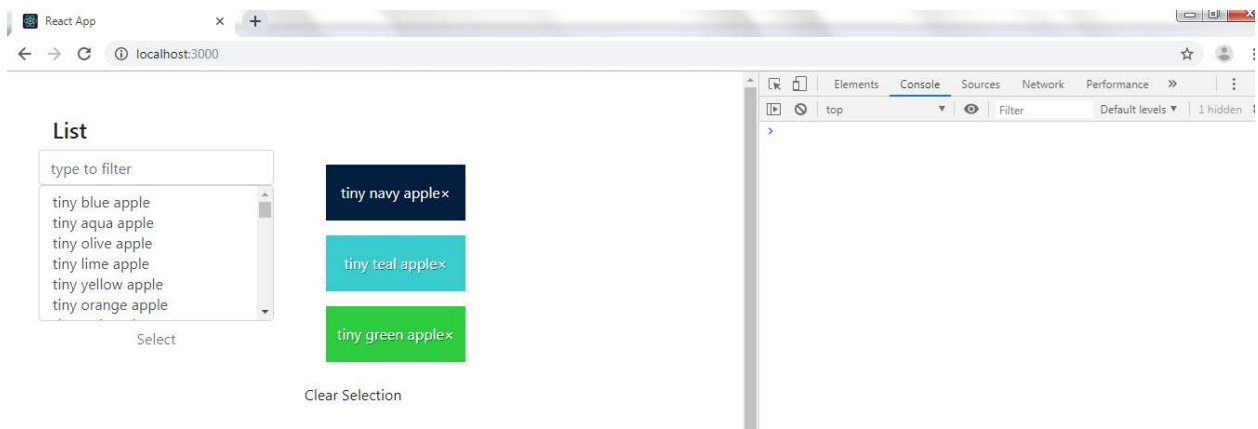 React App
localhost:3000
Elements Console Sources Network Performance »
top Filter Default levels ▼ 1 hidden
List
type to filter
tiny blue apple
tiny aqua apple
tiny olive apple
tiny lime apple
tiny yellow apple
tiny orange apple
Select
tiny navy apple×
tiny teal apple×
tiny green apple×
Clear Selection